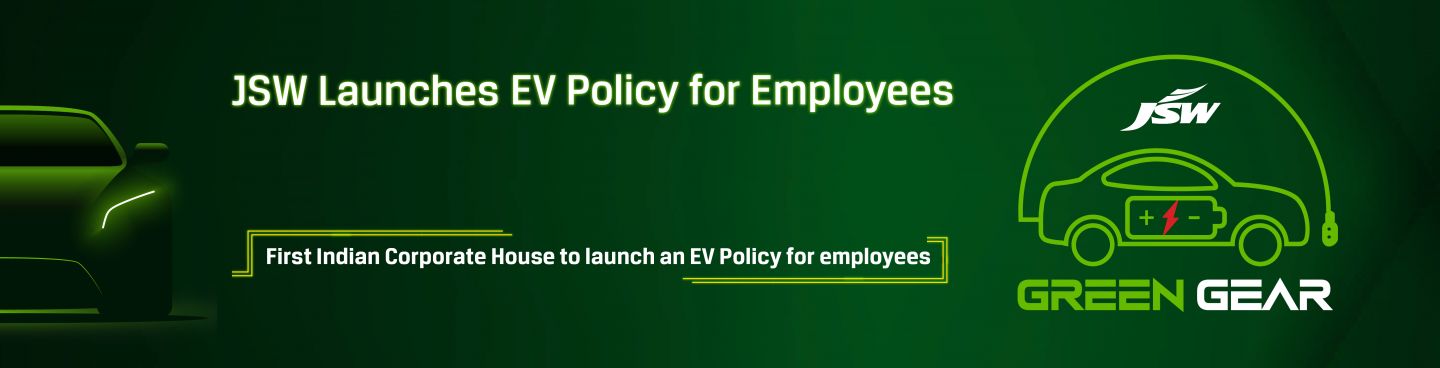 JSW Launches EV Policy for Employees
First Indian Corporate House to launch an EV Policy for employees
JSW
+ -
GREEN GEAR